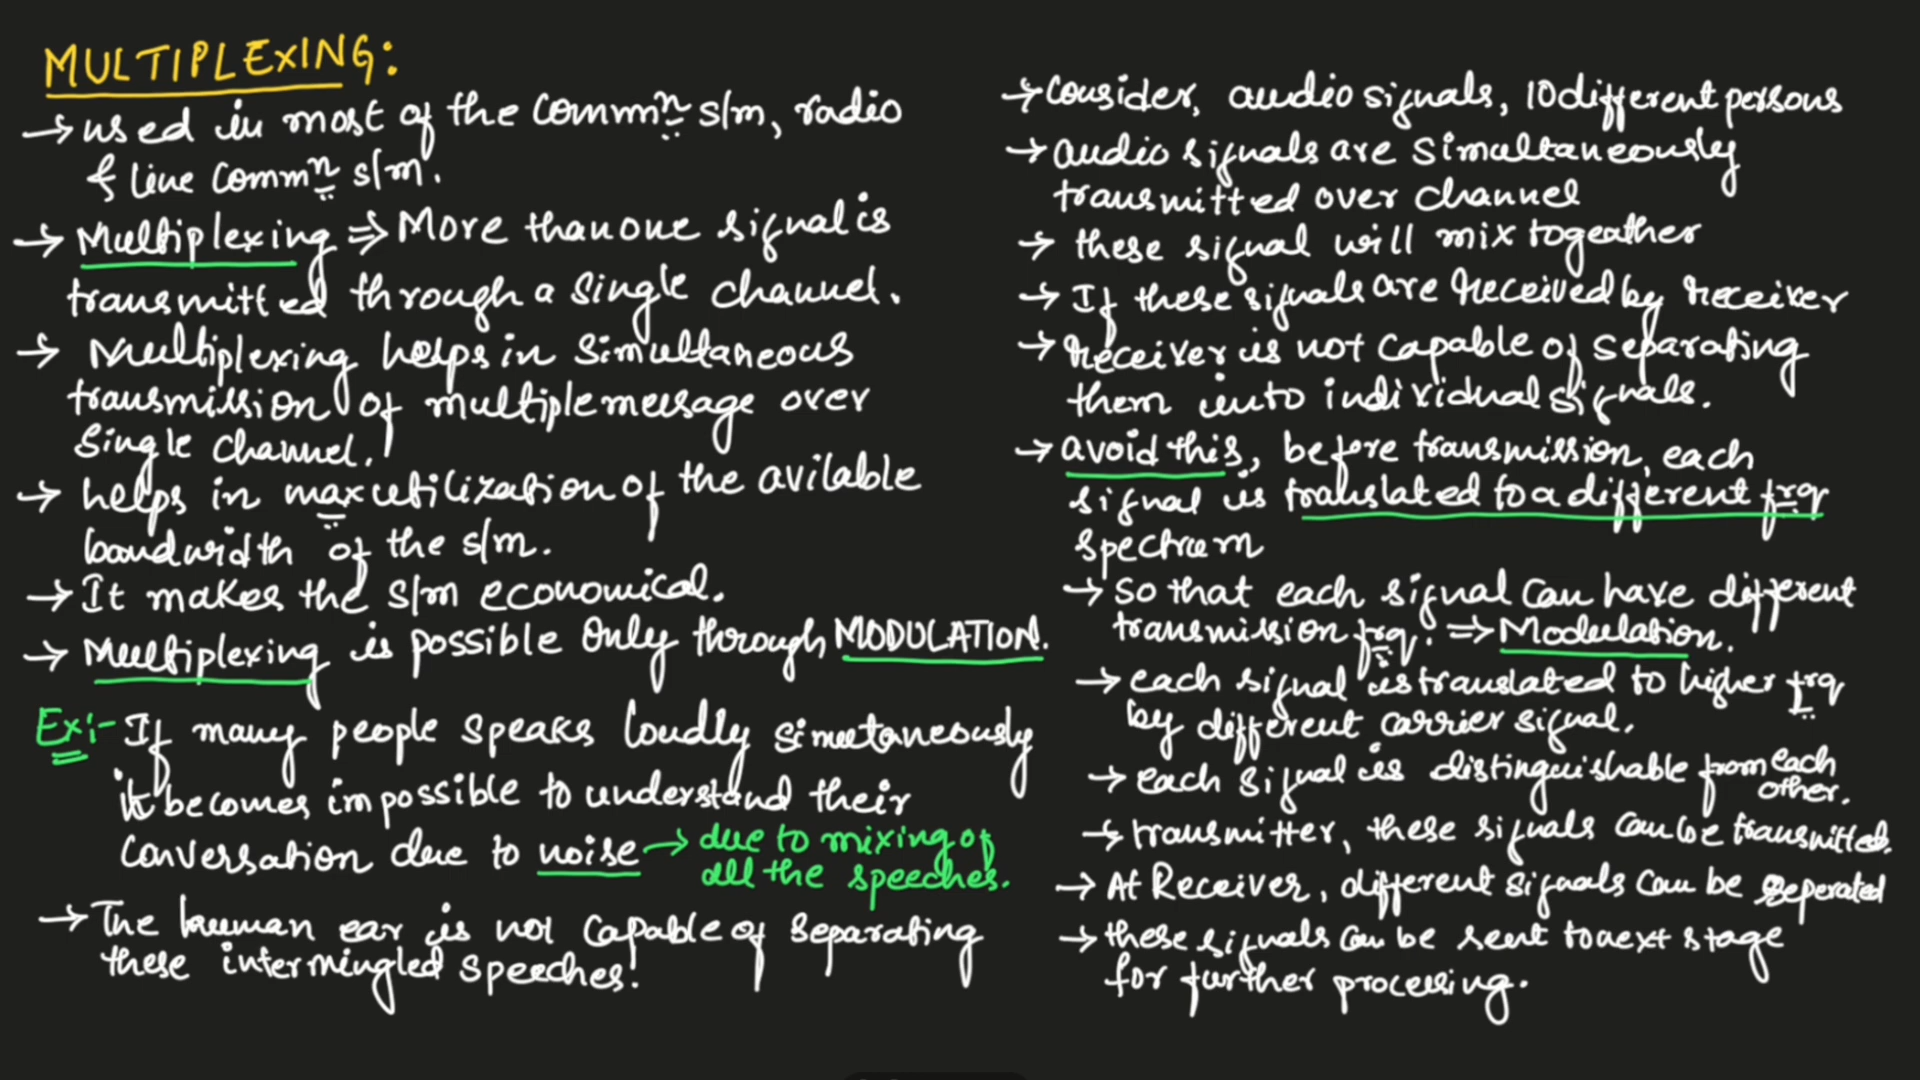 MULTIPLEXING:
→ used in most of the commn s/m, radio
& line commn s/m.
→ Multiplexing ⇒ More than one signal is
transmitted through a single channel.
→ Multiplexing helps in simultaneous
transmission of multiple message over
single channel.
→ helps in max utilization of the avilable
bandwidth of the s/m.
→ It makes the s/m economical.
→ Multiplexing is possible only through MODULATION.
Ex:- If many people speaks loudly simultaneously
it becomes impossible to understand their
conversation due to noise → due to mixing of
all the speeches.
→ The human ear is not capable of separating
these intermingled speeches.
→ consider, audio signals, 10 different persons
→ audio signals are simultaneously
transmitted over channel
→ these signal will mix togeather
→ If these signals are received by receiver
→ receiver is not capable of separating
them into individual signals.
→ avoid this, before transmission, each
signal is translated to a different frq
spectrum
→ so that each signal can have different
transmission frq. ⇒ Modulation.
→ each signal is translated to higher frq
by different carrier signal.
→ each signal is distinguishable from each
other.
→ transmitter, these signals can be transmitted.
→ At Receiver, different signals can be seperated
→ these signals can be sent to next stage
for further processing.